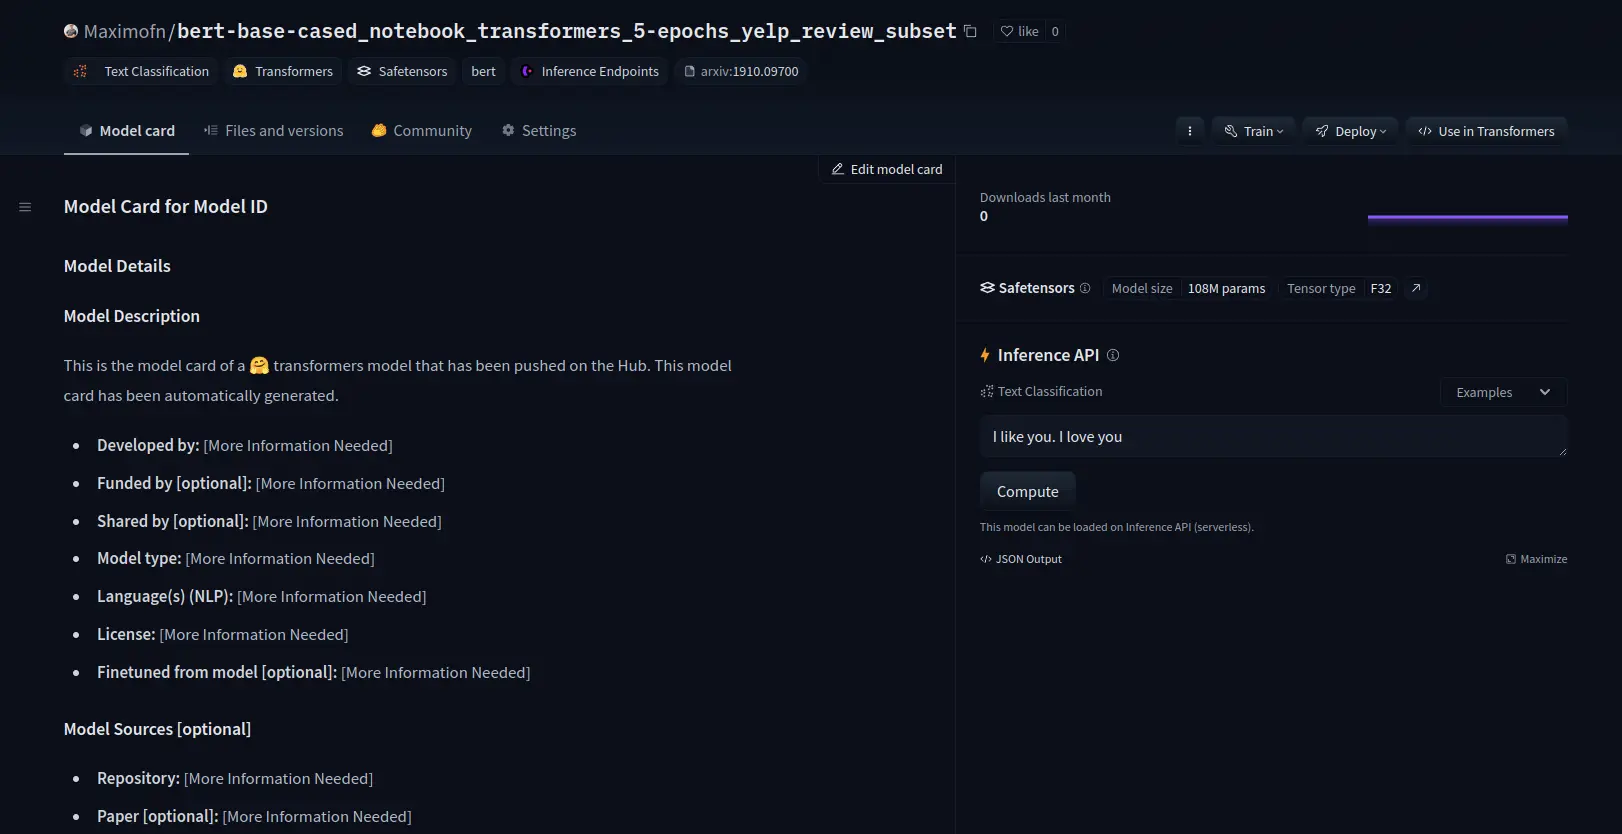 Maximofn/bert-base-cased_notebook_transformers_5-epochs_yelp_review_subset
like 0
Text Classification Transformers Safetensors bert Inference Endpoints arxiv:1910.09700
Model card Files and versions Community Settings
Train Deploy </> Use in Transformers
Edit model card
Model Card for Model ID
Model Details
Model Description
This is the model card of a 🤗 transformers model that has been pushed on the Hub. This model
card has been automatically generated.
• Developed by: [More Information Needed]
• Funded by [optional]: [More Information Needed]
• Shared by [optional]: [More Information Needed]
• Model type: [More Information Needed]
• Language(s) (NLP): [More Information Needed]
• License: [More Information Needed]
• Finetuned from model [optional]: [More Information Needed]
Model Sources [optional]
• Repository: [More Information Needed]
• Paper [optional]: [More Information Needed]
Downloads last month
0
Safetensors Model size 108M params Tensor type F32
Inference API
Text Classification Examples
I like you. I love you
Compute
This model can be loaded on Inference API (serverless).
</> JSON Output Maximize